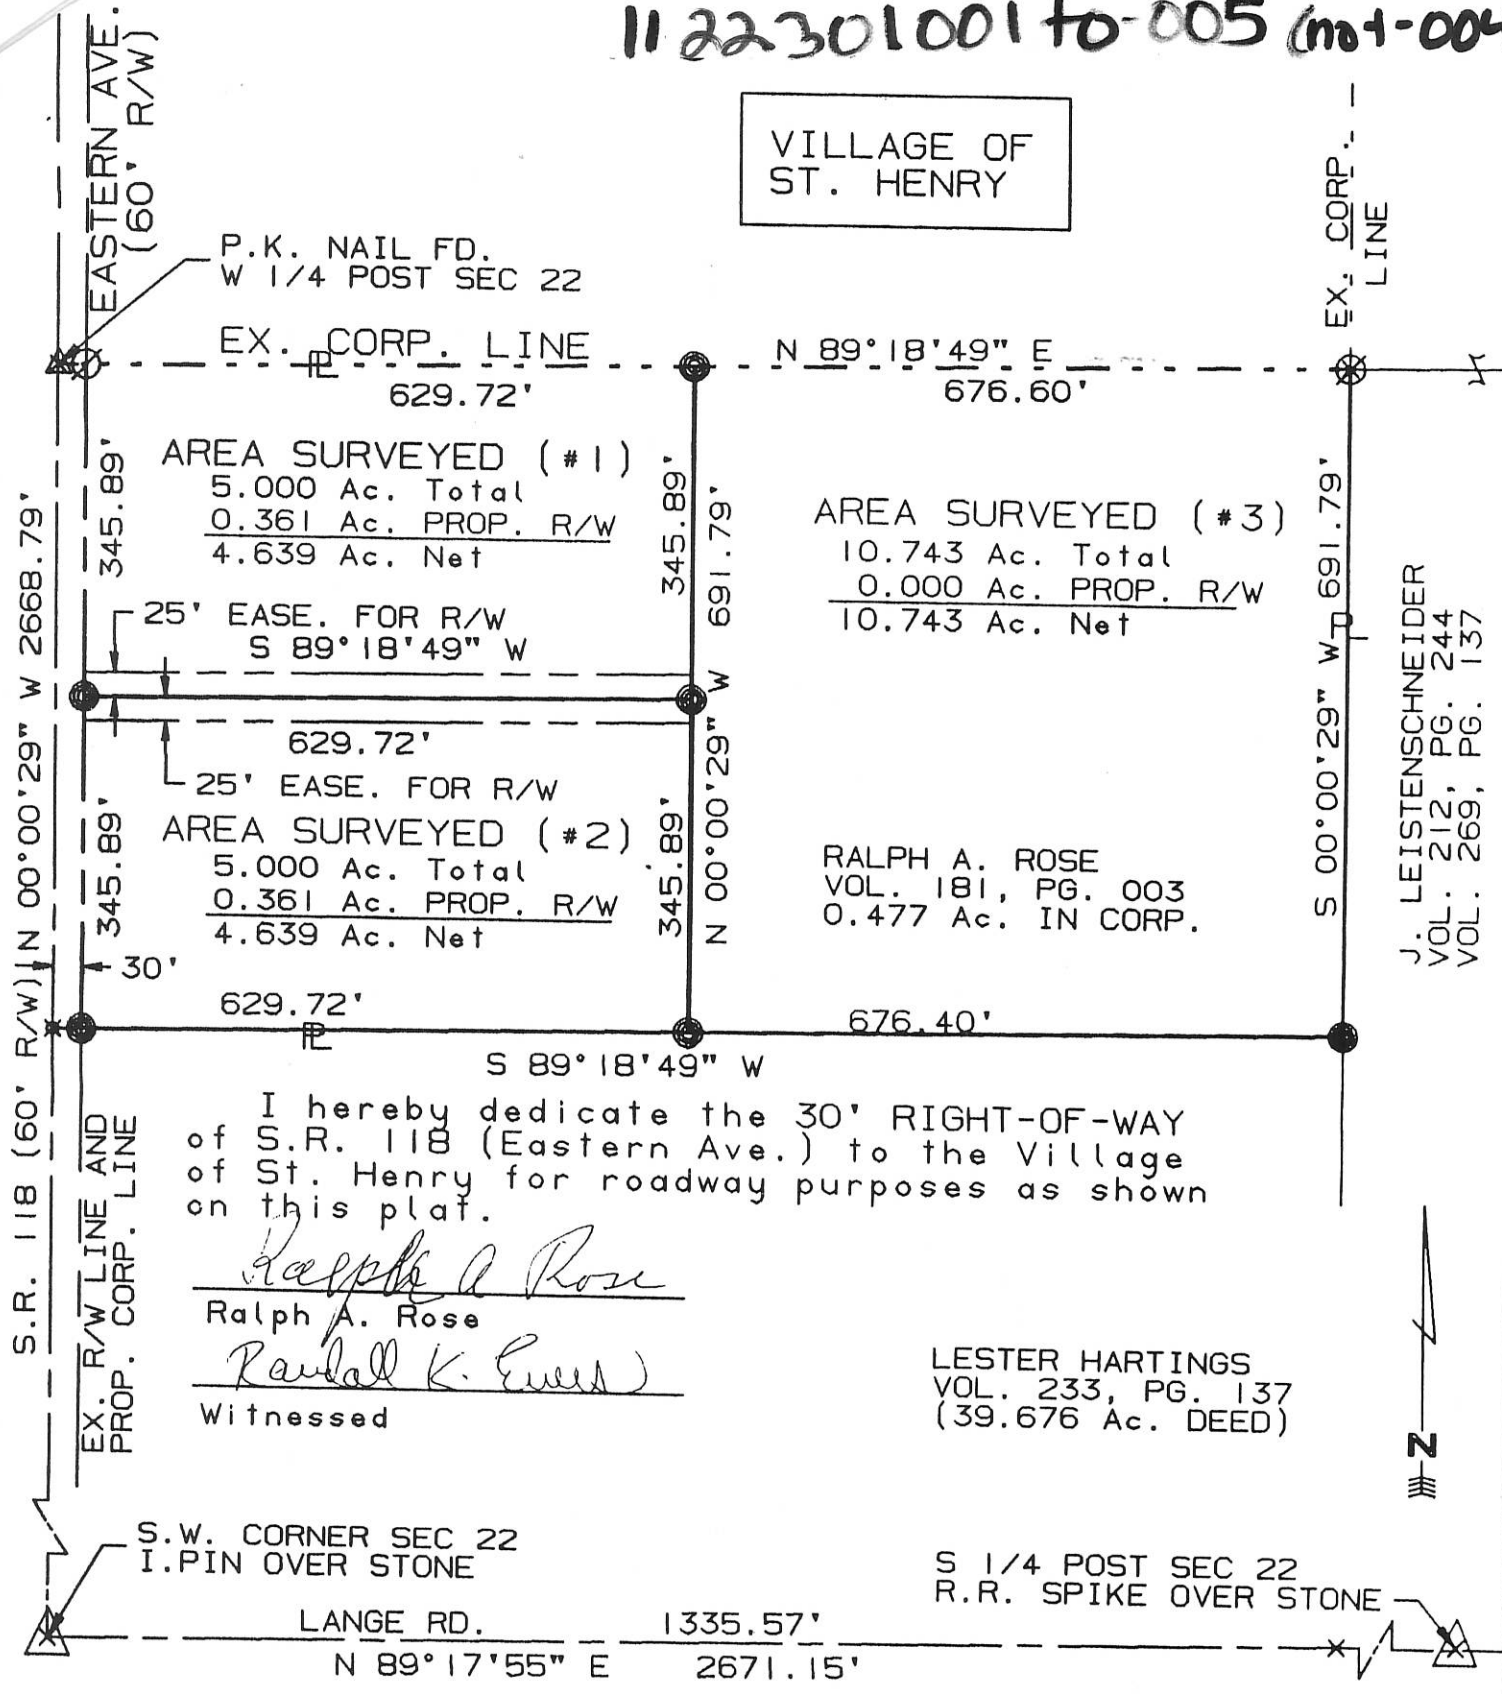 11 22301001 to-005 (not-004
EASTERN AVE.
(60' R/W)
VILLAGE OF
ST. HENRY
EX. CORP.
LINE
P.K. NAIL FD.
W 1/4 POST SEC 22
EX. CORP. LINE
N 89°18'49" E
629.72'
676.60'
AREA SURVEYED (#1)
5.000 Ac. Total
0.361 Ac. PROP. R/W
4.639 Ac. Net
345.89'
345.89'
691.79'
AREA SURVEYED (#3)
10.743 Ac. Total
0.000 Ac. PROP. R/W
10.743 Ac. Net
S 00°00'29" W 691.79'
J. LEISTENSCHNEIDER
VOL. 212, PG. 244
VOL. 269, PG. 137
25' EASE. FOR R/W
S 89°18'49" W
629.72'
25' EASE. FOR R/W
N 00°00'29" W
N 00°00'29" W 2668.79'
AREA SURVEYED (#2)
5.000 Ac. Total
0.361 Ac. PROP. R/W
4.639 Ac. Net
345.89'
345.89'
RALPH A. ROSE
VOL. 181, PG. 003
0.477 Ac. IN CORP.
30'
629.72'
676.40'
S 89°18'49" W
S.R. 118 (60' R/W)
EX. R/W LINE AND
PROP. CORP. LINE
I hereby dedicate the 30' RIGHT-OF-WAY
of S.R. 118 (Eastern Ave.) to the Village
of St. Henry for roadway purposes as shown
on this plat.
Ralph A Rose
Ralph A. Rose
Randall K. Evers
Witnessed
LESTER HARTINGS
VOL. 233, PG. 137
(39.676 Ac. DEED)
N
S.W. CORNER SEC 22
I.PIN OVER STONE
S 1/4 POST SEC 22
R.R. SPIKE OVER STONE
LANGE RD. 1335.57'
N 89°17'55" E 2671.15'